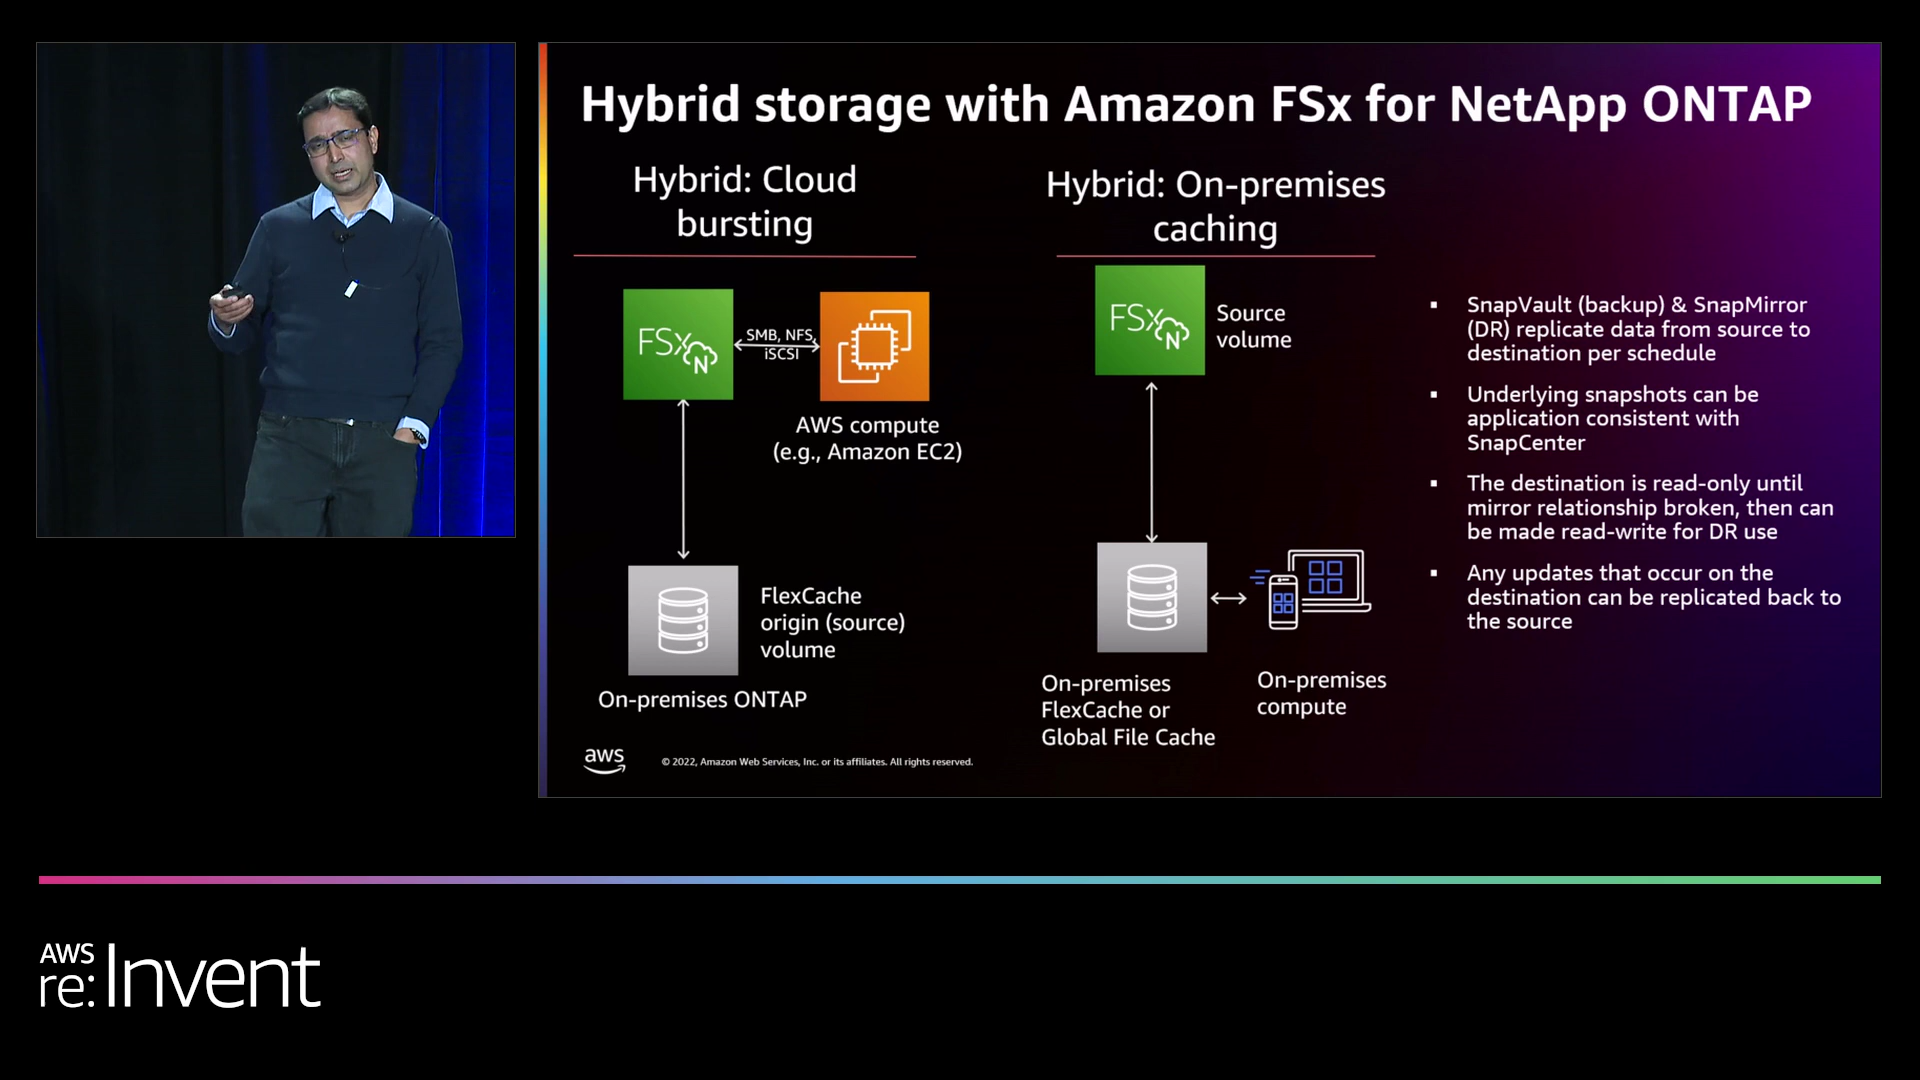 Hybrid storage with Amazon FSx for NetApp ONTAP
Hybrid: Cloud
bursting
FSx
N
SMB, NFS,
iSCSI
AWS compute
(e.g., Amazon EC2)
FlexCache
origin (source)
volume
On-premises ONTAP
Hybrid: On-premises
caching
FSx
N
Source
volume
On-premises
FlexCache or
Global File Cache
On-premises
compute
▪ SnapVault (backup) & SnapMirror
(DR) replicate data from source to
destination per schedule
▪ Underlying snapshots can be
application consistent with
SnapCenter
▪ The destination is read-only until
mirror relationship broken, then can
be made read-write for DR use
▪ Any updates that occur on the
destination can be replicated back to
the source
aws
© 2022, Amazon Web Services, Inc. or its affiliates. All rights reserved.
AWS
re:Invent